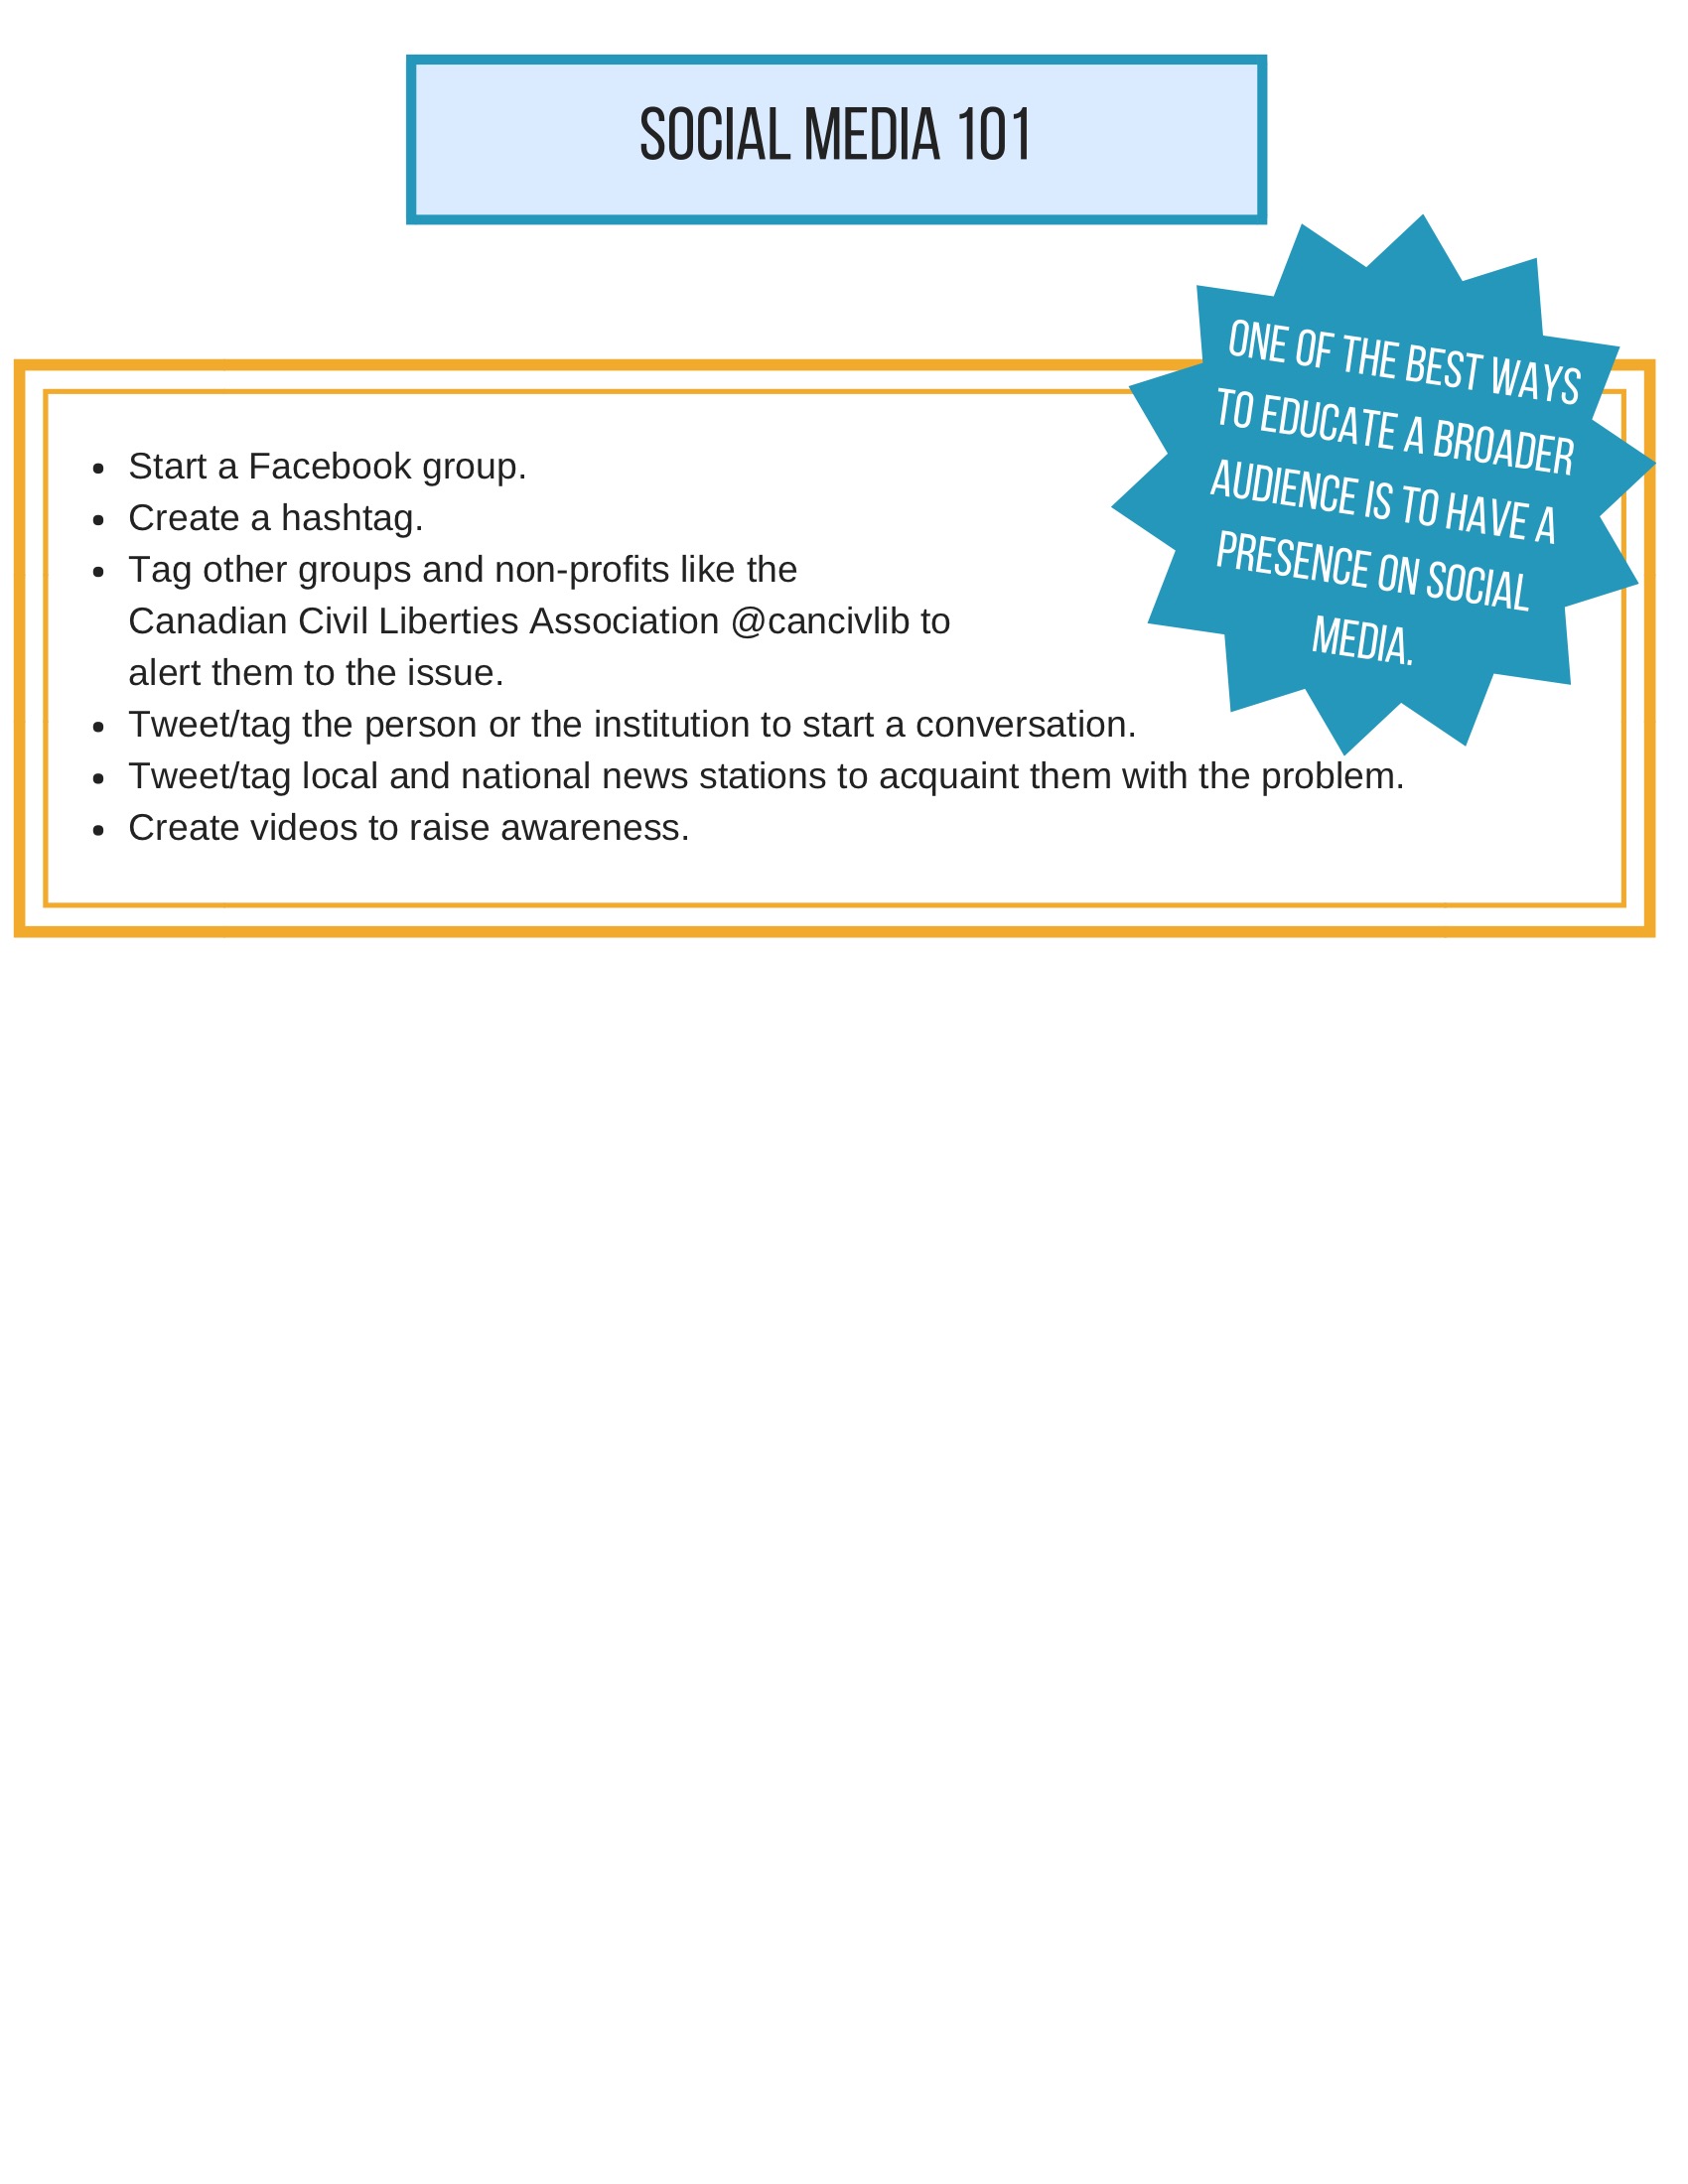 SOCIAL MEDIA 101
ONE OF THE BEST WAYS
TO EDUCATE A BROADER
AUDIENCE IS TO HAVE A
PRESENCE ON SOCIAL
MEDIA.
• Start a Facebook group.
• Create a hashtag.
• Tag other groups and non-profits like the
Canadian Civil Liberties Association @cancivlib to
alert them to the issue.
• Tweet/tag the person or the institution to start a conversation.
• Tweet/tag local and national news stations to acquaint them with the problem.
• Create videos to raise awareness.